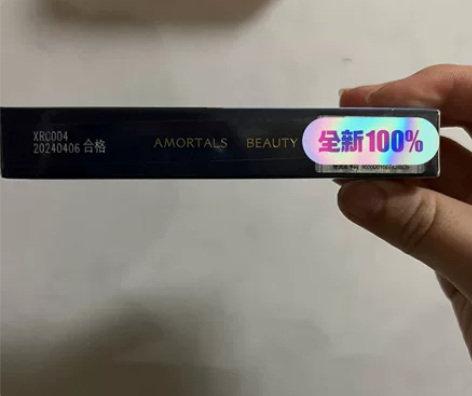 XRC004
20240406 合格
AMORTALS BEAUTY
全新100%